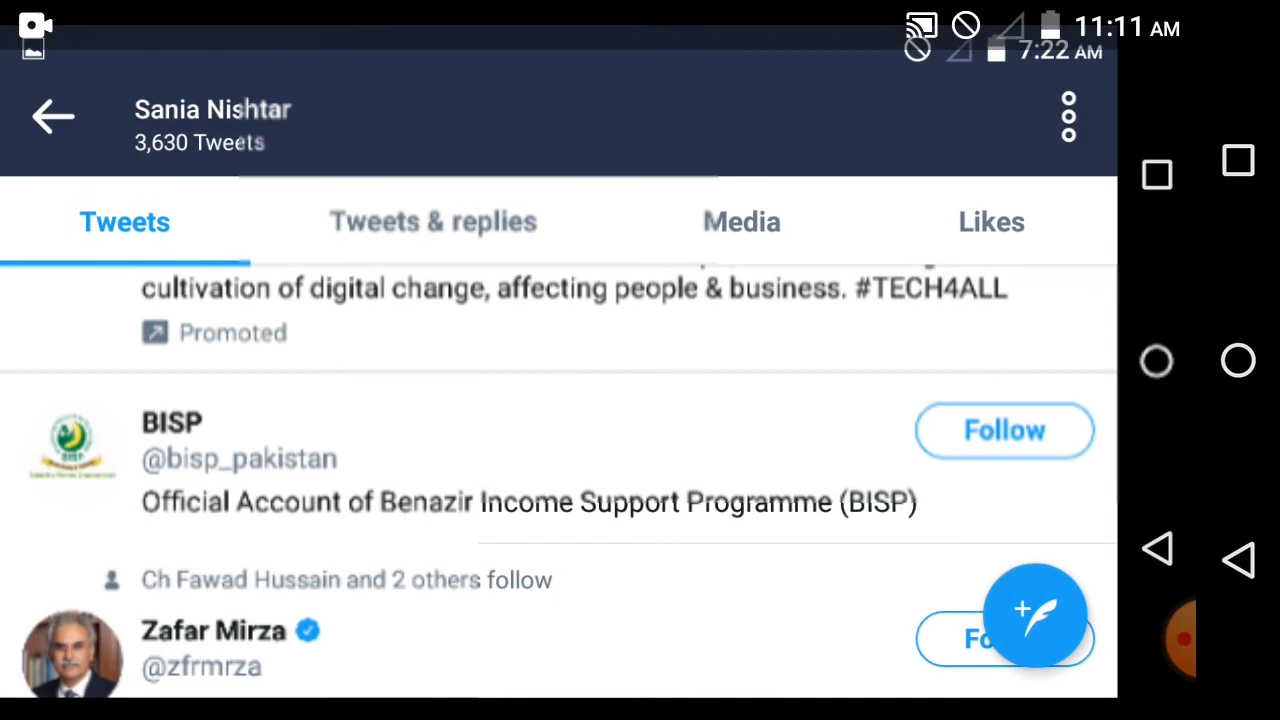 11:11 AM
7:22 AM
Sania Nishtar
3,630 Tweets
Tweets
Tweets & replies
Media
Likes
cultivation of digital change, affecting people & business. #TECH4ALL
Promoted
BISP
Follow
@bisp_pakistan
Official Account of Benazir Income Support Programme (BISP)
Ch Fawad Hussain and 2 others follow
Zafar Mirza
Fo
@zfrmrza